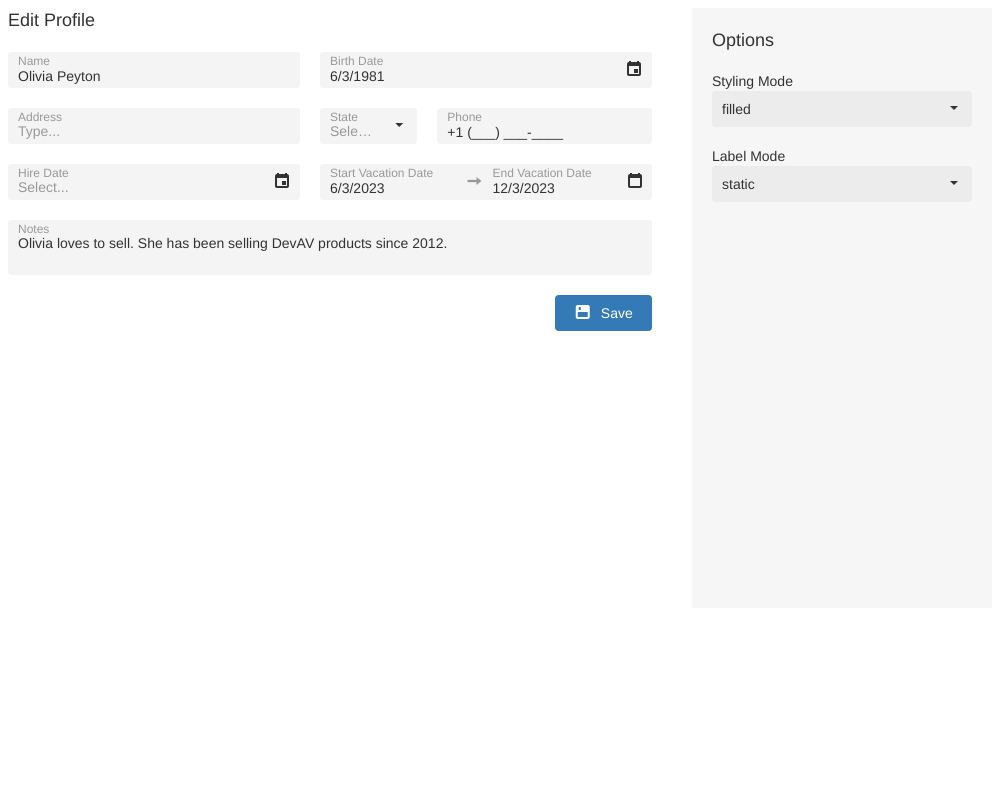 Edit Profile
Name
Olivia Peyton
Birth Date
6/3/1981
Address
Type...
State
Sele...
Phone
+1 (___) ___-____
Hire Date
Select...
Start Vacation Date
6/3/2023
End Vacation Date
12/3/2023
Notes
Olivia loves to sell. She has been selling DevAV products since 2012.
Save
Options
Styling Mode
filled
Label Mode
static